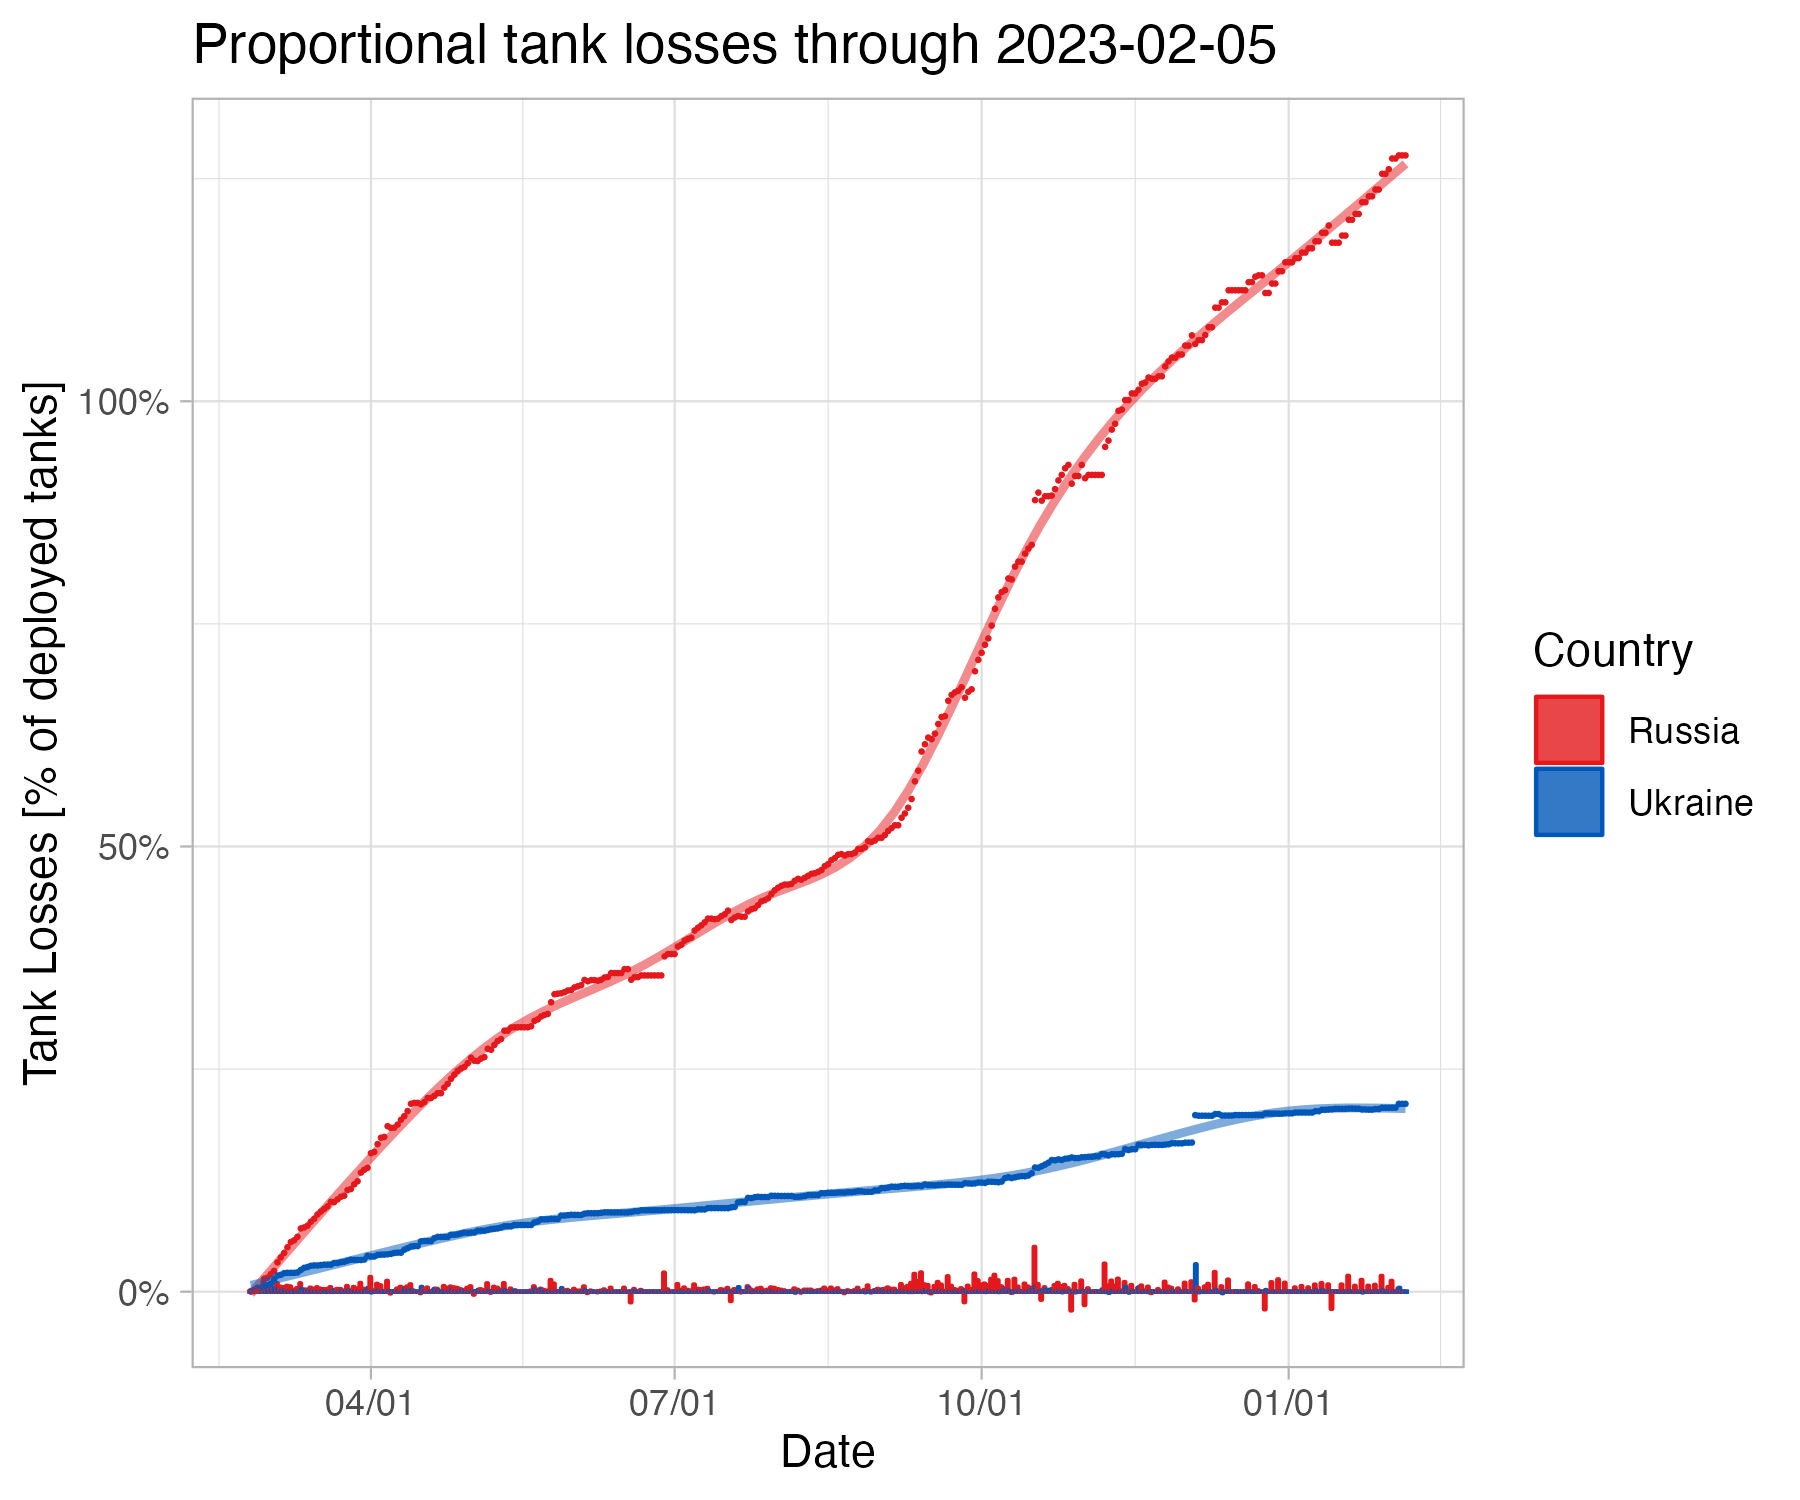 Proportional tank losses through 2023-02-05
Tank Losses [% of deployed tanks]
100%
50%
0%
04/01
07/01
10/01
01/01
Date
Country
Russia
Ukraine